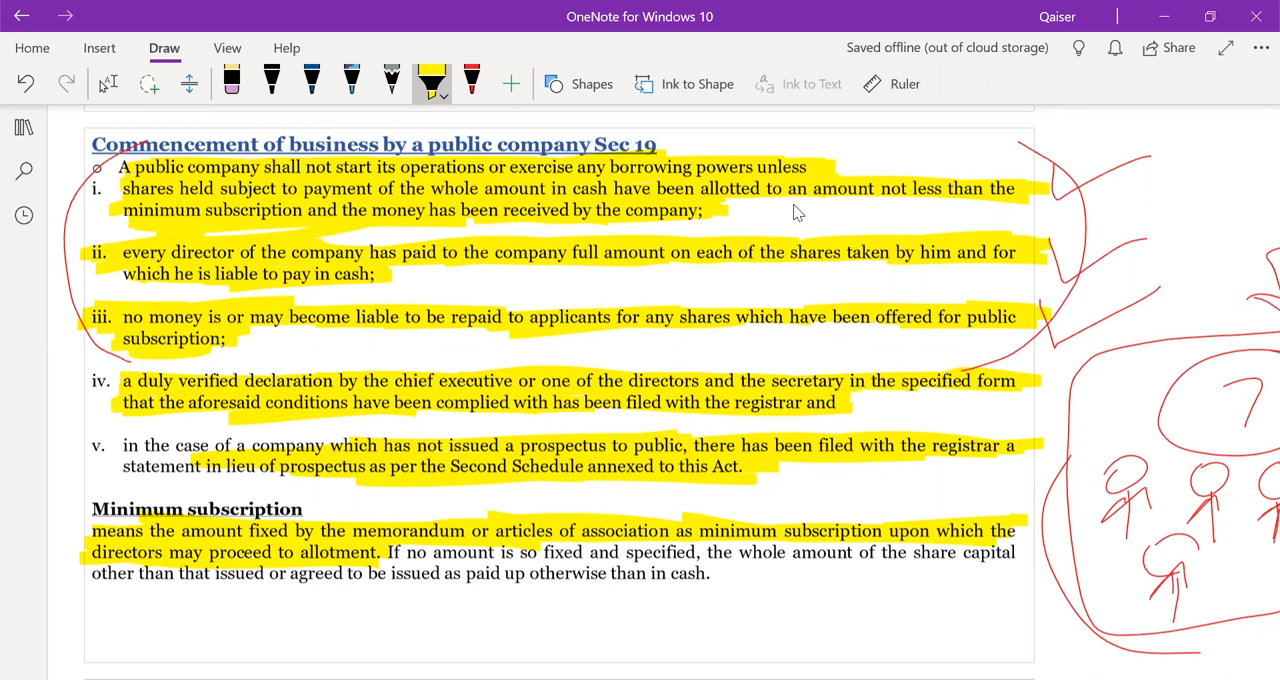 OneNote for Windows 10
Qaiser
Home Insert Draw View Help
Saved offline (out of cloud storage)
Share
Shapes
Ink to Shape
Ink to Text
Ruler
Commencement of business by a public company Sec 19
o A public company shall not start its operations or exercise any borrowing powers unless
i. shares held subject to payment of the whole amount in cash have been allotted to an amount not less than the
minimum subscription and the money has been received by the company;
ii. every director of the company has paid to the company full amount on each of the shares taken by him and for
which he is liable to pay in cash;
iii. no money is or may become liable to be repaid to applicants for any shares which have been offered for public
subscription;
iv. a duly verified declaration by the chief executive or one of the directors and the secretary in the specified form
that the aforesaid conditions have been complied with has been filed with the registrar and
v. in the case of a company which has not issued a prospectus to public, there has been filed with the registrar a
statement in lieu of prospectus as per the Second Schedule annexed to this Act.
Minimum subscription
means the amount fixed by the memorandum or articles of association as minimum subscription upon which the
directors may proceed to allotment. If no amount is so fixed and specified, the whole amount of the share capital
other than that issued or agreed to be issued as paid up otherwise than in cash.
7